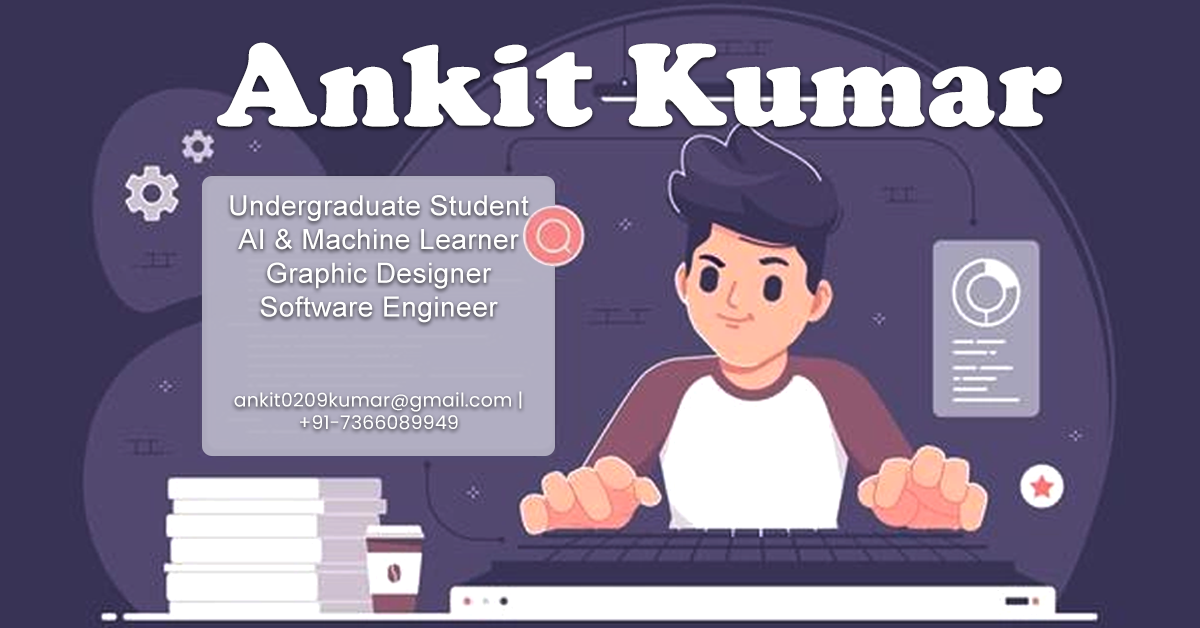 Ankit Kumar
Undergraduate Student
AI & Machine Learner
Graphic Designer
Software Engineer
ankit0209kumar@gmail.com |
+91-7366089949